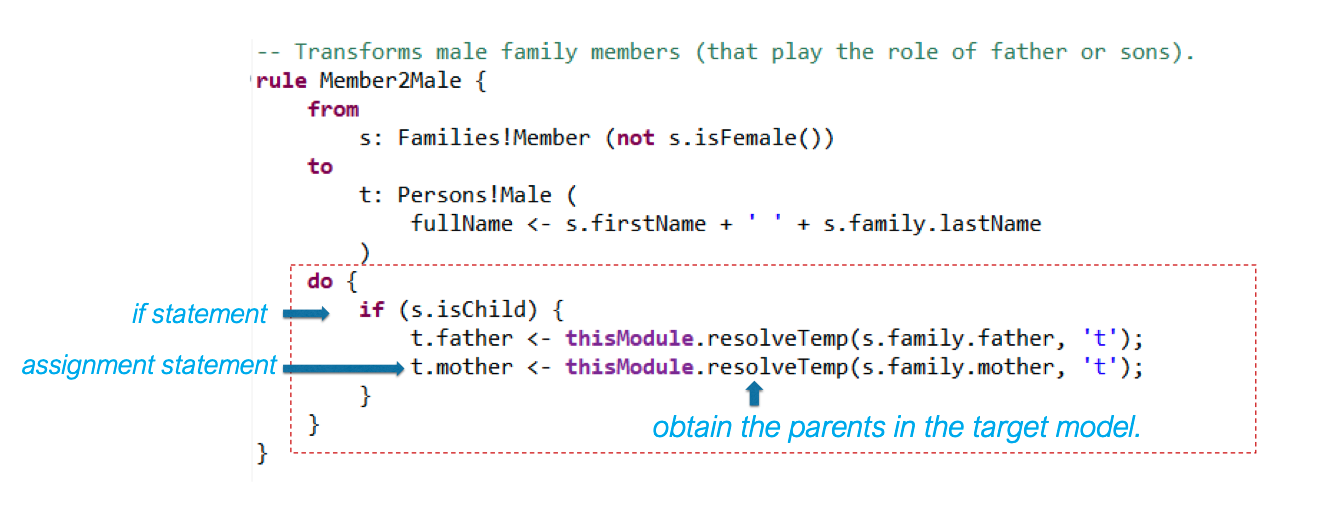 -- Transforms male family members (that play the role of father or sons).
rule Member2Male {
from
s: Families!Member (not s.isFemale())
to
t: Persons!Male (
fullName <- s.firstName + ' ' + s.family.lastName
)
do {
if statement
if (s.isChild) {
t.father <- thisModule.resolveTemp(s.family.father, 't');
assignment statement
t.mother <- thisModule.resolveTemp(s.family.mother, 't');
}
}
obtain the parents in the target model.
}